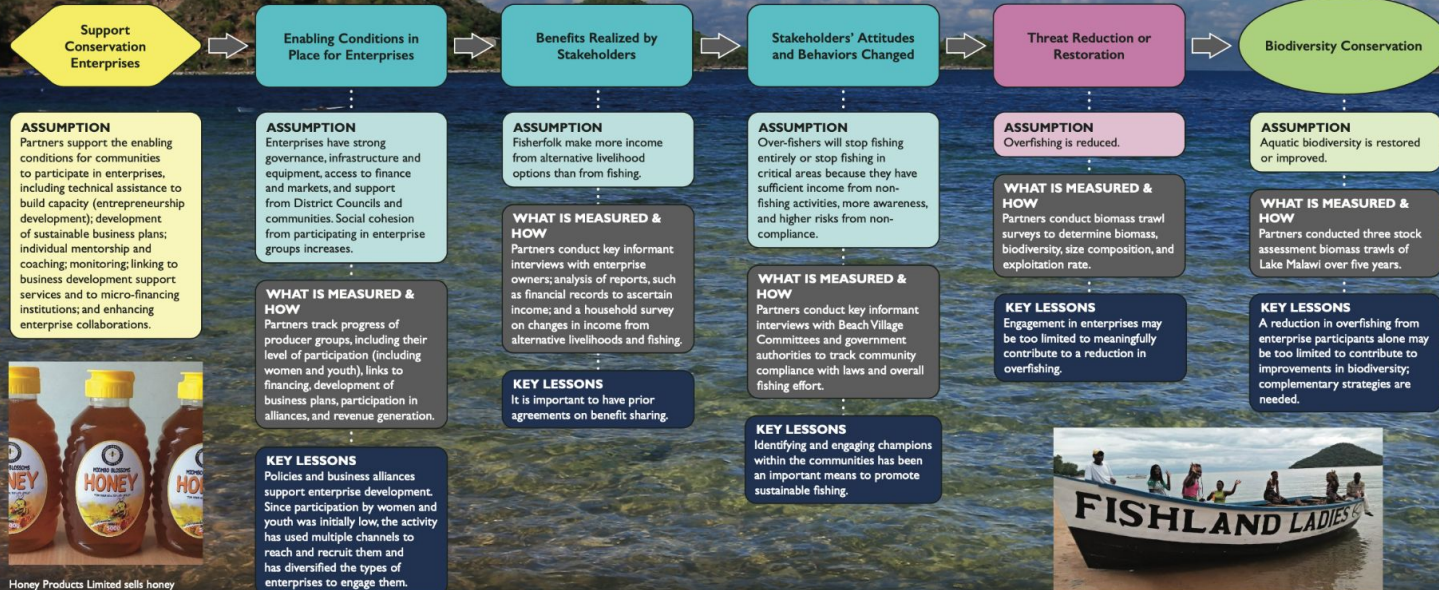 Support
Conservation
Enterprises
Enabling Conditions in
Place for Enterprises
Benefits Realized by
Stakeholders
Stakeholders' Attitudes
and Behaviors Changed
Threat Reduction or
Restoration
Biodiversity Conservation
ASSUMPTION
Partners support the enabling
conditions for communities
to participate in enterprises,
including technical assistance to
build capacity (entrepreneurship
development); development
of sustainable business plans;
individual mentorship and
coaching; monitoring; linking to
business development support
services and to micro-financing
institutions; and enhancing
enterprise collaborations.
HONEY
MIOMBO BLOSSOMS
HONEY
HO
Honey Products Limited sells honey
ASSUMPTION
Enterprises have strong
governance, infrastructure and
equipment, access to finance
and markets, and support
from District Councils and
communities. Social cohesion
from participating in enterprise
groups increases.
WHAT IS MEASURED &
HOW
Partners track progress of
producer groups, including their
level of participation (including
women and youth), links to
financing, development of
business plans, participation in
alliances, and revenue generation.
KEY LESSONS
Policies and business alliances
support enterprise development.
Since participation by women and
youth was initially low, the activity
has used multiple channels to
reach and recruit them and
has diversified the types of
enterprises to engage them.
ASSUMPTION
Fisherfolk make more income
from alternative livelihood
options than from fishing.
WHAT IS MEASURED &
HOW
Partners conduct key informant
interviews with enterprise
owners; analysis of reports, such
as financial records to ascertain
income; and a household survey
on changes in income from
alternative livelihoods and fishing.
KEY LESSONS
It is important to have prior
agreements on benefit sharing.
ASSUMPTION
Over-fishers will stop fishing
entirely or stop fishing in
critical areas because they have
sufficient income from non-
fishing activities, more awareness,
and higher risks from non-
compliance.
WHAT IS MEASURED &
HOW
Partners conduct key informant
interviews with Beach Village
Committees and government
authorities to track community
compliance with laws and overall
fishing effort.
KEY LESSONS
Identifying and engaging champions
within the communities has been
an important means to promote
sustainable fishing.
ASSUMPTION
Overfishing is reduced.
WHAT IS MEASURED &
HOW
Partners conduct biomass trawl
surveys to determine biomass,
biodiversity, size composition, and
exploitation rate.
KEY LESSONS
Engagement in enterprises may
be too limited to meaningfully
contribute to a reduction in
overfishing.
ASSUMPTION
Aquatic biodiversity is restored
or improved.
WHAT IS MEASURED &
HOW
Partners conducted three stock
assessment biomass trawls of
Lake Malawi over five years.
KEY LESSONS
A reduction in overfishing from
enterprise participants alone may
be too limited to contribute to
improvements in biodiversity;
complementary strategies are
needed.
FISHLAND LADIES